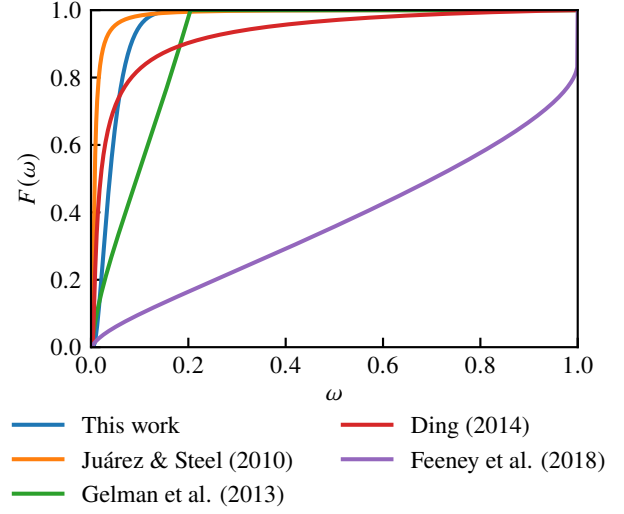 1.0
0.8
0.6
0.4
0.2
0.0
F(ω)
0.0 0.2 0.4 0.6 0.8 1.0
ω
This work
Juárez & Steel (2010)
Gelman et al. (2013)
Ding (2014)
Feeney et al. (2018)